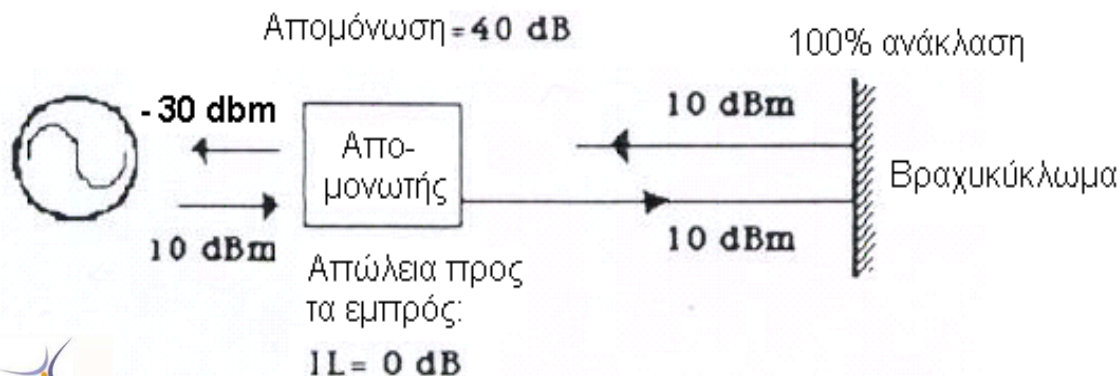 Απομόνωση = 40 dB
100% ανάκλαση
- 30 dbm
10 dBm
Απο-
μονωτής
Βραχυκύκλωμα
10 dBm
10 dBm
Απώλεια προς
τα εμπρός:
IL = 0 dB